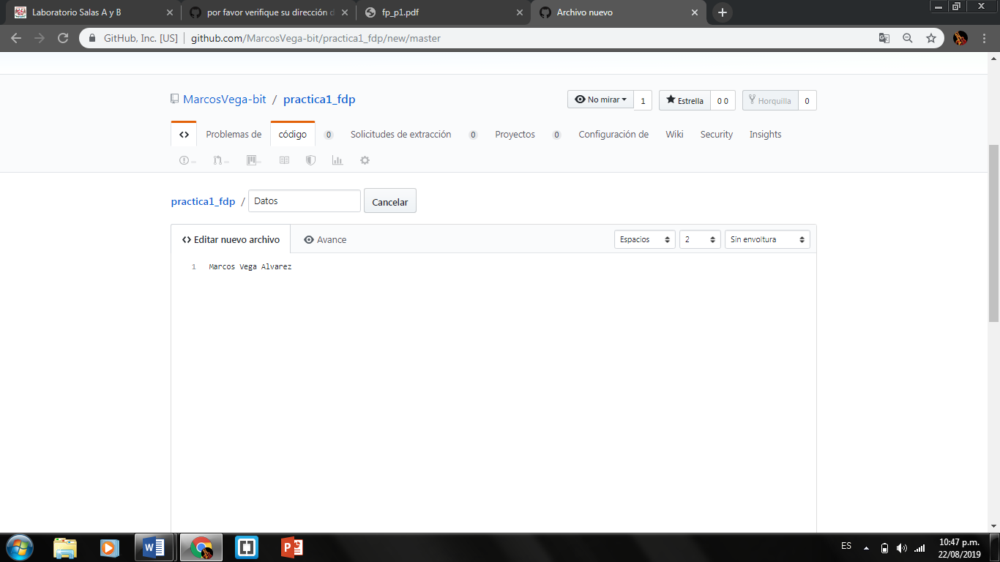 Laboratorio Salas A y B
por favor verifique su dirección d
fp_p1.pdf
Archivo nuevo
GitHub, Inc. [US]
github.com/MarcosVega-bit/practica1_fdp/new/master
MarcosVega-bit / practica1_fdp
No mirar 1
Estrella 0 0
Horquilla 0
<> Problemas de código 0 Solicitudes de extracción 0 Proyectos 0 Configuración de Wiki Security Insights
practica1_fdp / Datos Cancelar
<> Editar nuevo archivo Avance Espacios 2 Sin envoltura
1 Marcos Vega Alvarez
ES
10:47 p.m.
22/08/2019